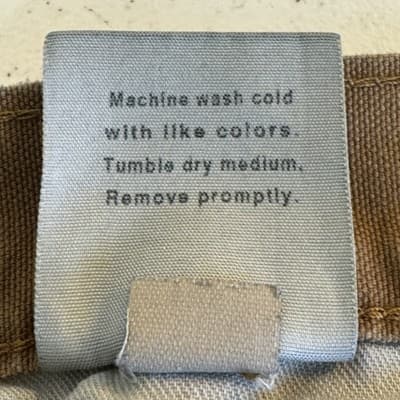 Machine wash cold
with like colors.
Tumble dry medium.
Remove promptly.